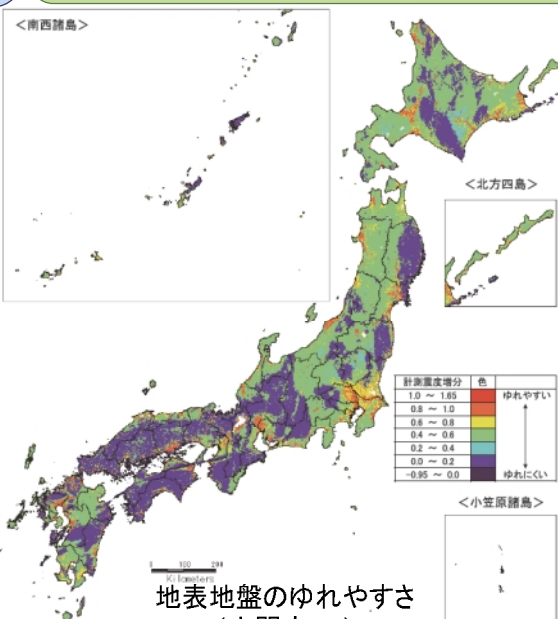 ＜南西諸島＞
＜北方四島＞
計測震度増分 色
1.0 ～ 1.65 ゆれやすい
0.8 ～ 1.0
0.6 ～ 0.8
0.4 ～ 0.6
0.2 ～ 0.4
0.0 ～ 0.2
-0.95 ～ 0.0 ゆれにくい
＜小笠原諸島＞
0 100 200
Kilometers
地表地盤のゆれやすさ